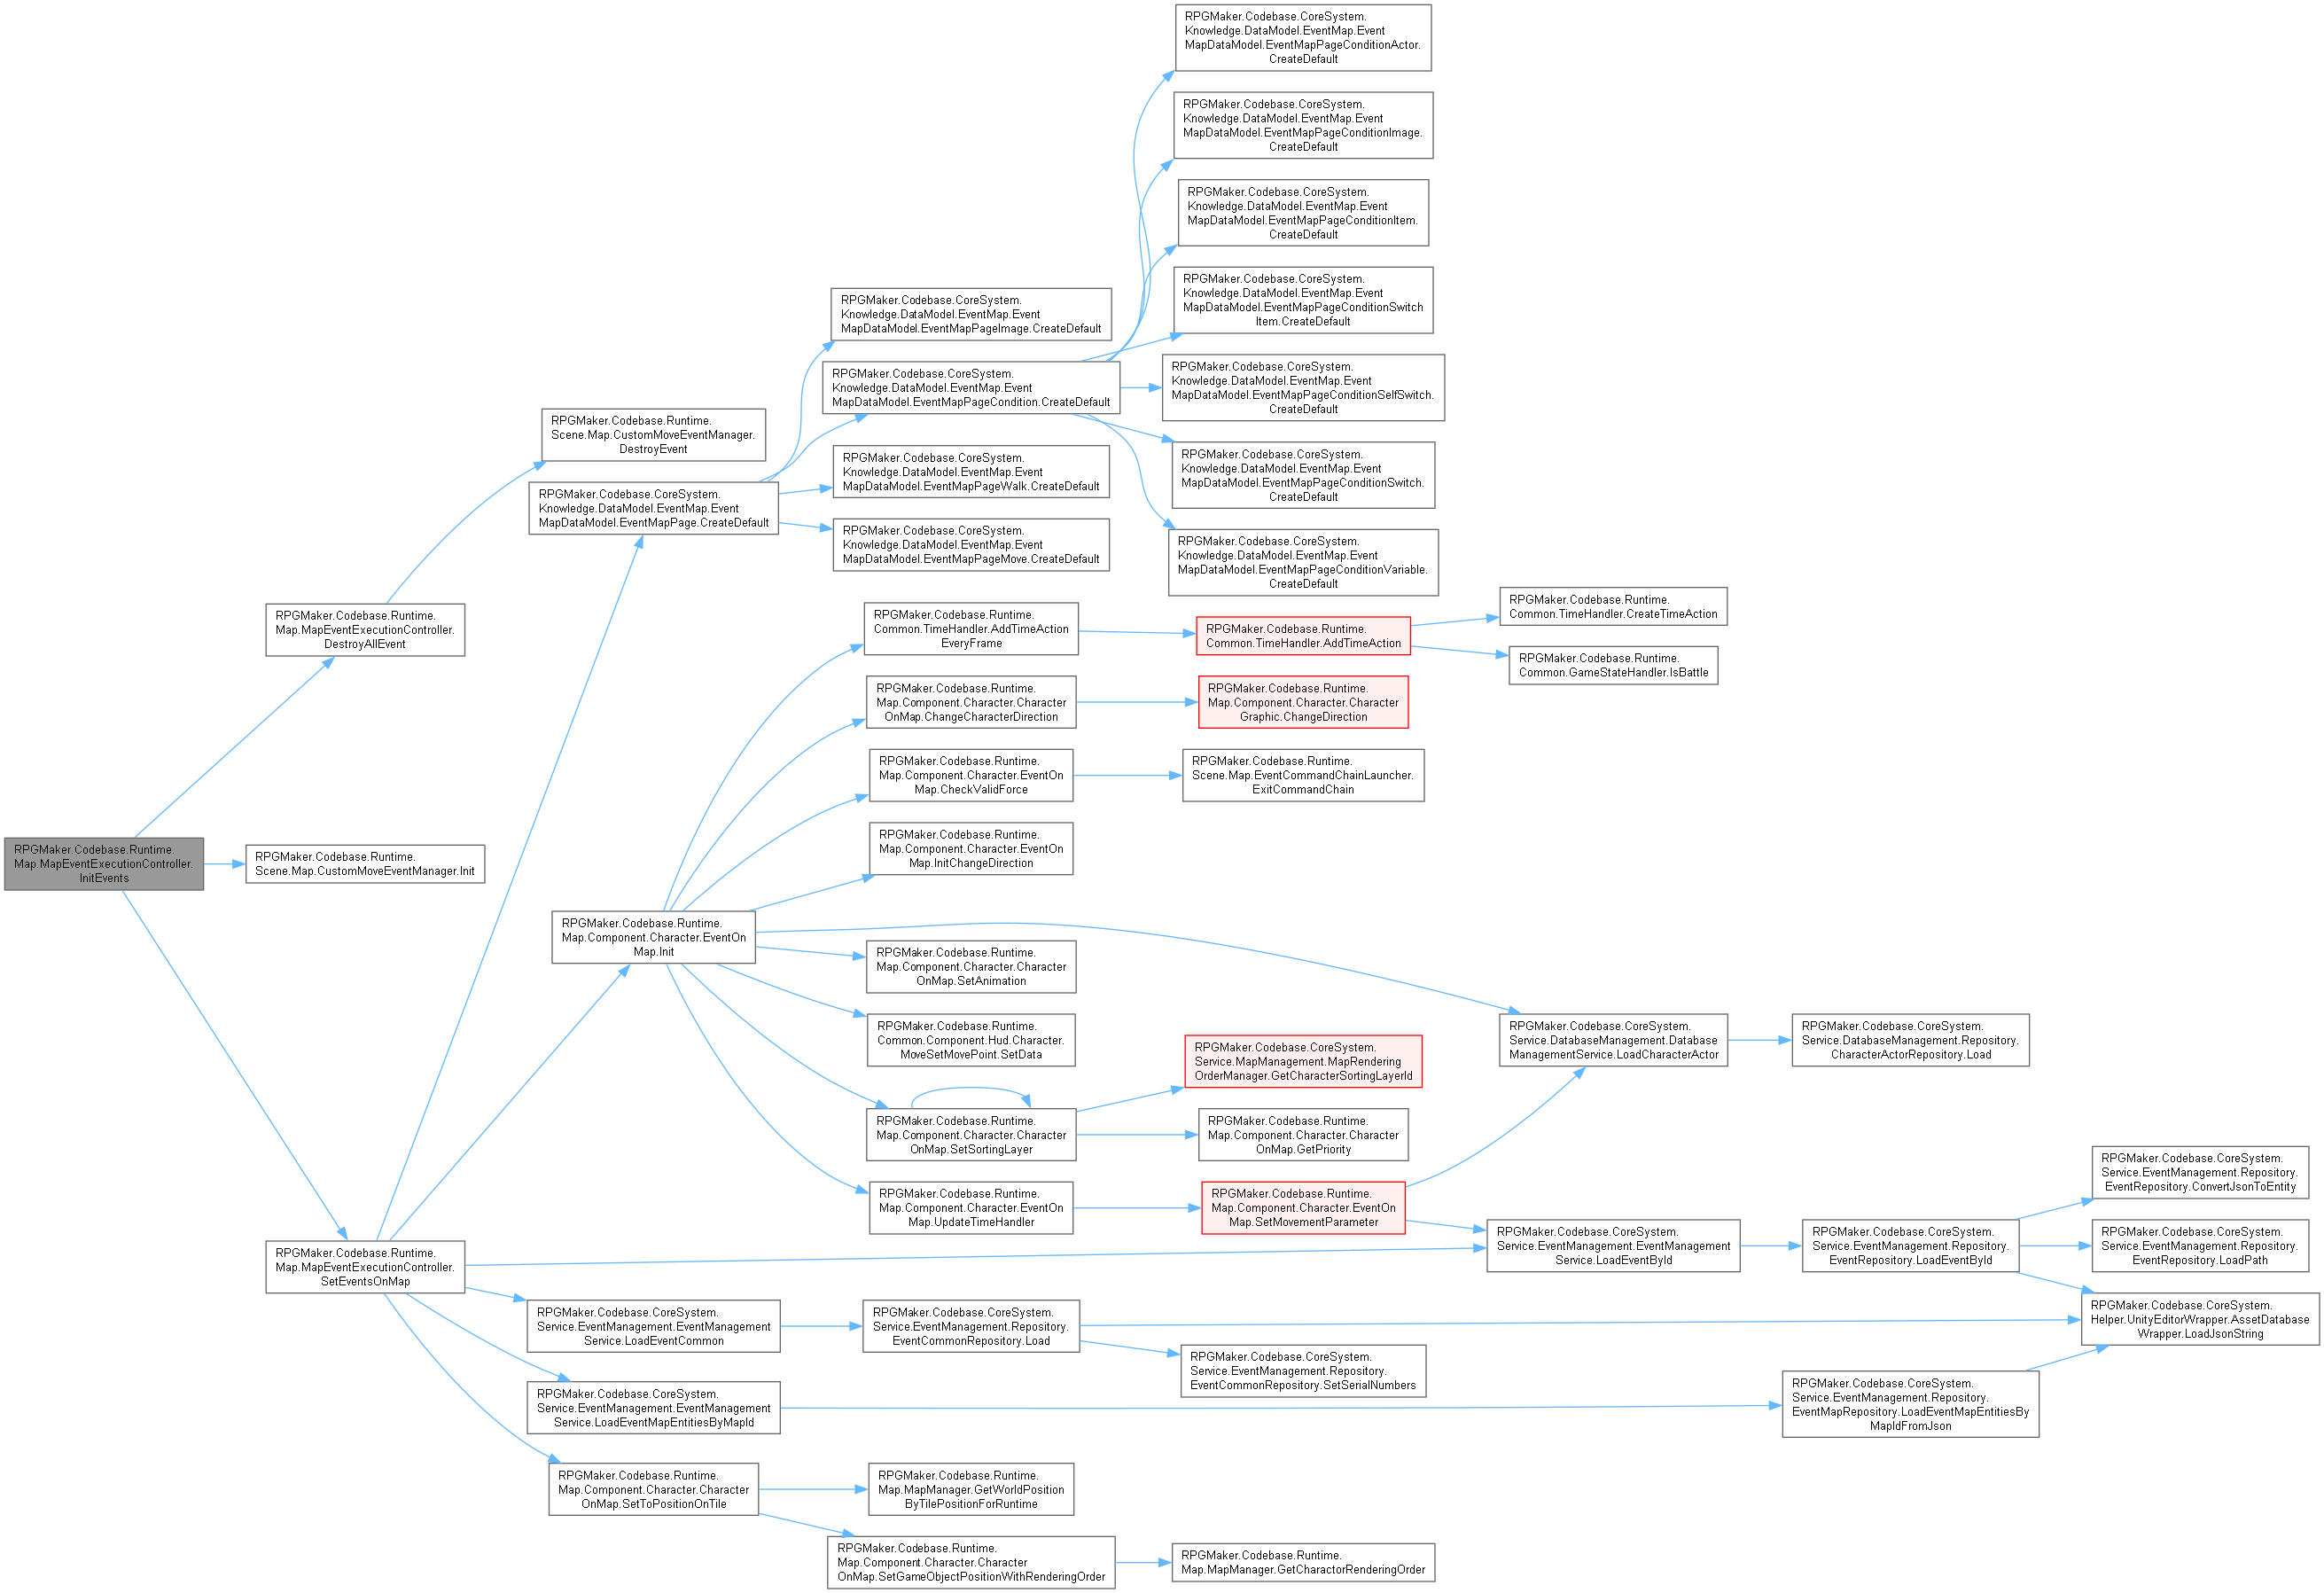 RPGMaker.Codebase.Runtime.
Map.MapEventExecutionController.
InitEvents
RPGMaker.Codebase.Runtime.
Map.MapEventExecutionController.
DestroyAllEvent
RPGMaker.Codebase.Runtime.
Scene.Map.CustomMoveEventManager.Init
RPGMaker.Codebase.Runtime.
Map.MapEventExecutionController.
SetEventsOnMap
RPGMaker.Codebase.Runtime.
Scene.Map.CustomMoveEventManager.
DestroyEvent
RPGMaker.Codebase.CoreSystem.
Knowledge.DataModel.EventMap.Event
MapDataModel.EventMapPage.CreateDefault
RPGMaker.Codebase.Runtime.
Map.Component.Character.EventOn
Map.Init
RPGMaker.Codebase.CoreSystem.
Service.EventManagement.EventManagement
Service.LoadEventCommon
RPGMaker.Codebase.CoreSystem.
Service.EventManagement.EventManagement
Service.LoadEventMapEntitiesByMapId
RPGMaker.Codebase.Runtime.
Map.Component.Character.Character
OnMap.SetToPositionOnTile
RPGMaker.Codebase.CoreSystem.
Knowledge.DataModel.EventMap.Event
MapDataModel.EventMapPageImage.CreateDefault
RPGMaker.Codebase.CoreSystem.
Knowledge.DataModel.EventMap.Event
MapDataModel.EventMapPageCondition.CreateDefault
RPGMaker.Codebase.CoreSystem.
Knowledge.DataModel.EventMap.Event
MapDataModel.EventMapPageWalk.CreateDefault
RPGMaker.Codebase.CoreSystem.
Knowledge.DataModel.EventMap.Event
MapDataModel.EventMapPageMove.CreateDefault
RPGMaker.Codebase.Runtime.
Common.TimeHandler.AddTimeAction
EveryFrame
RPGMaker.Codebase.Runtime.
Map.Component.Character.Character
OnMap.ChangeCharacterDirection
RPGMaker.Codebase.Runtime.
Map.Component.Character.EventOn
Map.CheckValidForce
RPGMaker.Codebase.Runtime.
Map.Component.Character.EventOn
Map.InitChangeDirection
RPGMaker.Codebase.Runtime.
Map.Component.Character.Character
OnMap.SetAnimation
RPGMaker.Codebase.Runtime.
Common.Component.Hud.Character.
MoveSetMovePoint.SetData
RPGMaker.Codebase.Runtime.
Map.Component.Character.Character
OnMap.SetSortingLayer
RPGMaker.Codebase.Runtime.
Map.Component.Character.EventOn
Map.UpdateTimeHandler
RPGMaker.Codebase.CoreSystem.
Service.EventManagement.Repository.
EventCommonRepository.Load
RPGMaker.Codebase.Runtime.
Map.MapManager.GetWorldPosition
ByTilePositionForRuntime
RPGMaker.Codebase.Runtime.
Map.Component.Character.Character
OnMap.SetGameObjectPositionWithRenderingOrder
RPGMaker.Codebase.CoreSystem.
Knowledge.DataModel.EventMap.Event
MapDataModel.EventMapPageConditionActor.
CreateDefault
RPGMaker.Codebase.CoreSystem.
Knowledge.DataModel.EventMap.Event
MapDataModel.EventMapPageConditionImage.
CreateDefault
RPGMaker.Codebase.CoreSystem.
Knowledge.DataModel.EventMap.Event
MapDataModel.EventMapPageConditionItem.
CreateDefault
RPGMaker.Codebase.CoreSystem.
Knowledge.DataModel.EventMap.Event
MapDataModel.EventMapPageConditionSwitch
Item.CreateDefault
RPGMaker.Codebase.CoreSystem.
Knowledge.DataModel.EventMap.Event
MapDataModel.EventMapPageConditionSelfSwitch.
CreateDefault
RPGMaker.Codebase.CoreSystem.
Knowledge.DataModel.EventMap.Event
MapDataModel.EventMapPageConditionSwitch.
CreateDefault
RPGMaker.Codebase.CoreSystem.
Knowledge.DataModel.EventMap.Event
MapDataModel.EventMapPageConditionVariable.
CreateDefault
RPGMaker.Codebase.Runtime.
Common.TimeHandler.AddTimeAction
RPGMaker.Codebase.Runtime.
Map.Component.Character.Character
Graphic.ChangeDirection
RPGMaker.Codebase.Runtime.
Scene.Map.EventCommandChainLauncher.
ExitCommandChain
RPGMaker.Codebase.CoreSystem.
Service.MapManagement.MapRendering
OrderManager.GetCharacterSortingLayerId
RPGMaker.Codebase.Runtime.
Map.Component.Character.Character
OnMap.GetPriority
RPGMaker.Codebase.Runtime.
Map.Component.Character.EventOn
Map.SetMovementParameter
RPGMaker.Codebase.CoreSystem.
Service.EventManagement.Repository.
EventCommonRepository.SetSerialNumbers
RPGMaker.Codebase.Runtime.
Map.MapManager.GetCharactorRenderingOrder
RPGMaker.Codebase.Runtime.
Common.TimeHandler.CreateTimeAction
RPGMaker.Codebase.Runtime.
Common.GameStateHandler.IsBattle
RPGMaker.Codebase.CoreSystem.
Service.DatabaseManagement.Database
ManagementService.LoadCharacterActor
RPGMaker.Codebase.CoreSystem.
Service.EventManagement.EventManagement
Service.LoadEventById
RPGMaker.Codebase.CoreSystem.
Service.DatabaseManagement.Repository.
CharacterActorRepository.Load
RPGMaker.Codebase.CoreSystem.
Service.EventManagement.Repository.
EventRepository.LoadEventById
RPGMaker.Codebase.CoreSystem.
Service.EventManagement.Repository.
EventMapRepository.LoadEventMapEntitiesBy
MapIdFromJson
RPGMaker.Codebase.CoreSystem.
Service.EventManagement.Repository.
EventRepository.ConvertJsonToEntity
RPGMaker.Codebase.CoreSystem.
Service.EventManagement.Repository.
EventRepository.LoadPath
RPGMaker.Codebase.CoreSystem.
Helper.UnityEditorWrapper.AssetDatabase
Wrapper.LoadJsonString